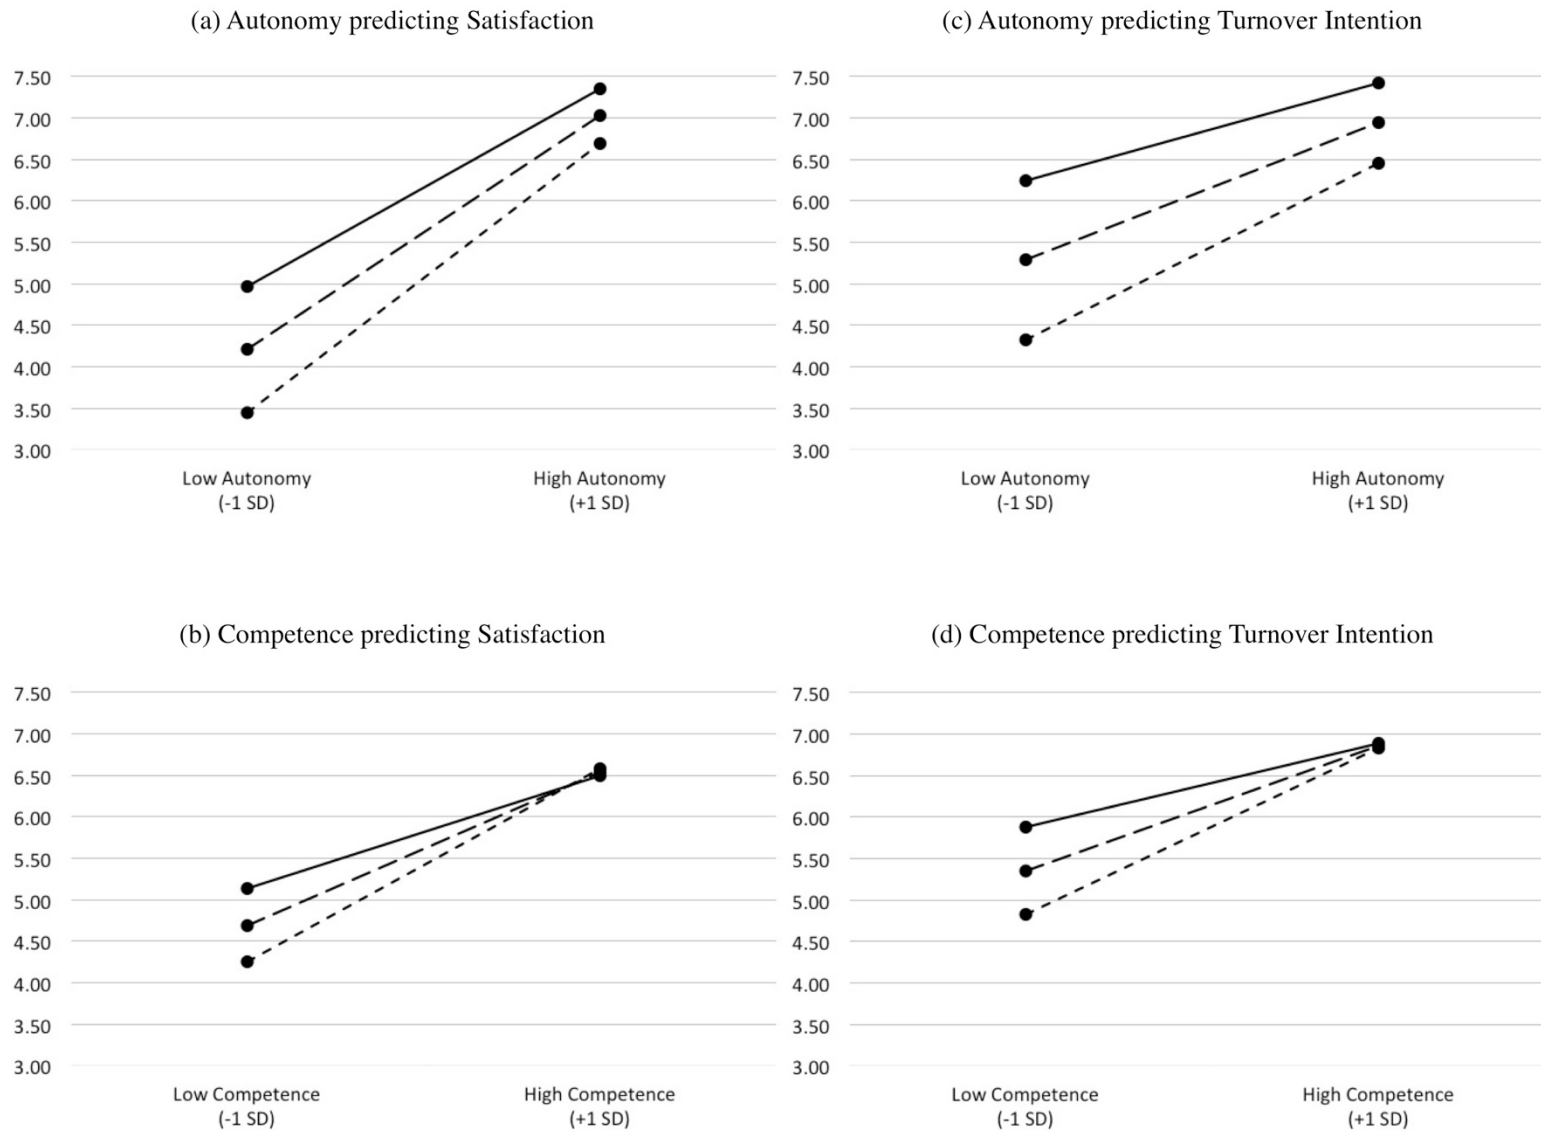 (a) Autonomy predicting Satisfaction
7.50
7.00
6.50
6.00
5.50
5.00
4.50
4.00
3.50
3.00
Low Autonomy
(-1 SD)
High Autonomy
(+1 SD)
(c) Autonomy predicting Turnover Intention
7.50
7.00
6.50
6.00
5.50
5.00
4.50
4.00
3.50
3.00
Low Autonomy
(-1 SD)
High Autonomy
(+1 SD)
(b) Competence predicting Satisfaction
7.50
7.00
6.50
6.00
5.50
5.00
4.50
4.00
3.50
3.00
Low Competence
(-1 SD)
High Competence
(+1 SD)
(d) Competence predicting Turnover Intention
7.50
7.00
6.50
6.00
5.50
5.00
4.50
4.00
3.50
3.00
Low Competence
(-1 SD)
High Competence
(+1 SD)